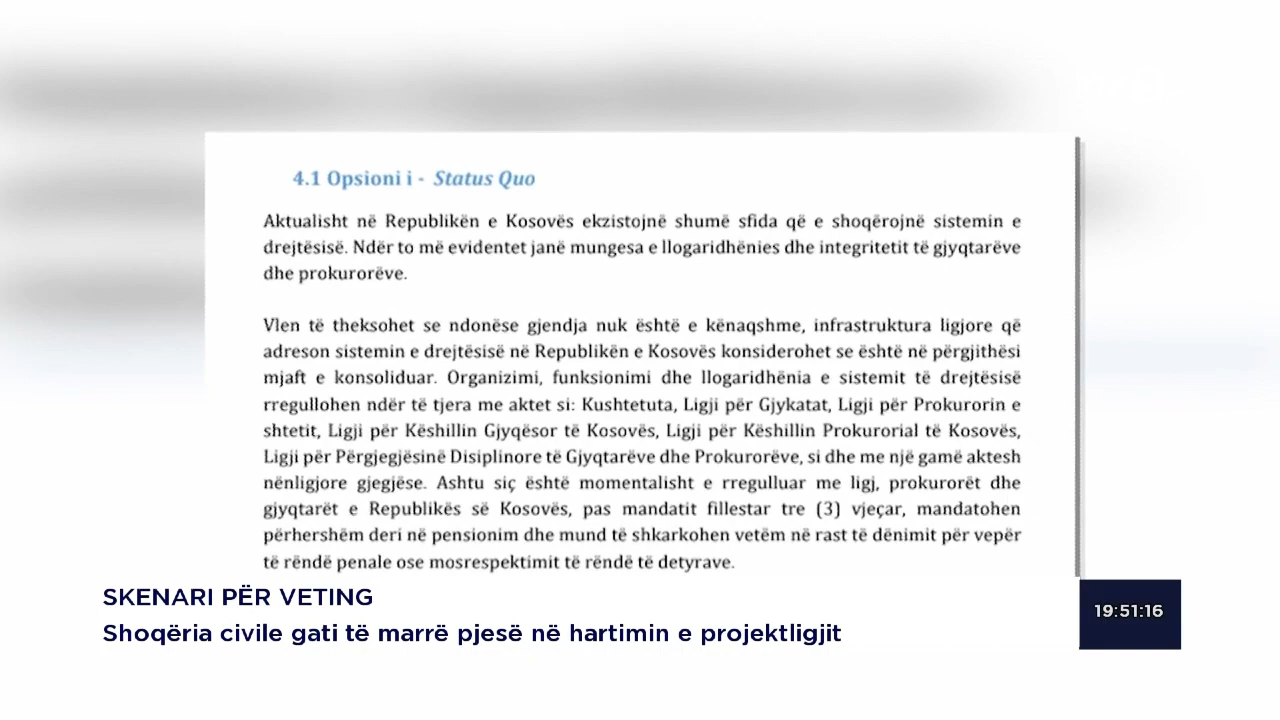 4.1 Opsioni i - Status Quo
Aktualisht në Republikën e Kosovës ekzistojnë shumë sfida që e shoqërojnë sistemin e
drejtësisë. Ndër to më evidentet janë mungesa e llogaridhënies dhe integritetit të gjyqtarëve
dhe prokurorëve.
Vlen të theksohet se ndonëse gjendja nuk është e kënaqshme, infrastruktura ligjore që
adreson sistemin e drejtësisë në Republikën e Kosovës konsiderohet se është në përgjithësi
mjaft e konsoliduar. Organizimi, funksionimi dhe llogaridhënia e sistemit të drejtësisë
rregullohen ndër të tjera me aktet si: Kushtetuta, Ligji për Gjykatat, Ligji për Prokurorin e
shtetit, Ligji për Këshillin Gjyqësor të Kosovës, Ligji për Këshillin Prokurorial të Kosovës,
Ligji për Përgjegjësinë Disiplinore të Gjyqtarëve dhe Prokurorëve, si dhe me një gamë aktesh
nënligjore gjegjëse. Ashtu siç është momentalisht e rregulluar me ligj, prokurorët dhe
gjyqtarët e Republikës së Kosovës, pas mandatit fillestar tre (3) vjeçar, mandatohen
përhershëm deri në pensionim dhe mund të shkarkohen vetëm në rast të dënimit për vepër
të rëndë penale ose mosrespektimit të rëndë të detyrave.
SKENARI PËR VETING
19:51:16
Shoqëria civile gati të marrë pjesë në hartimin e projektligjit